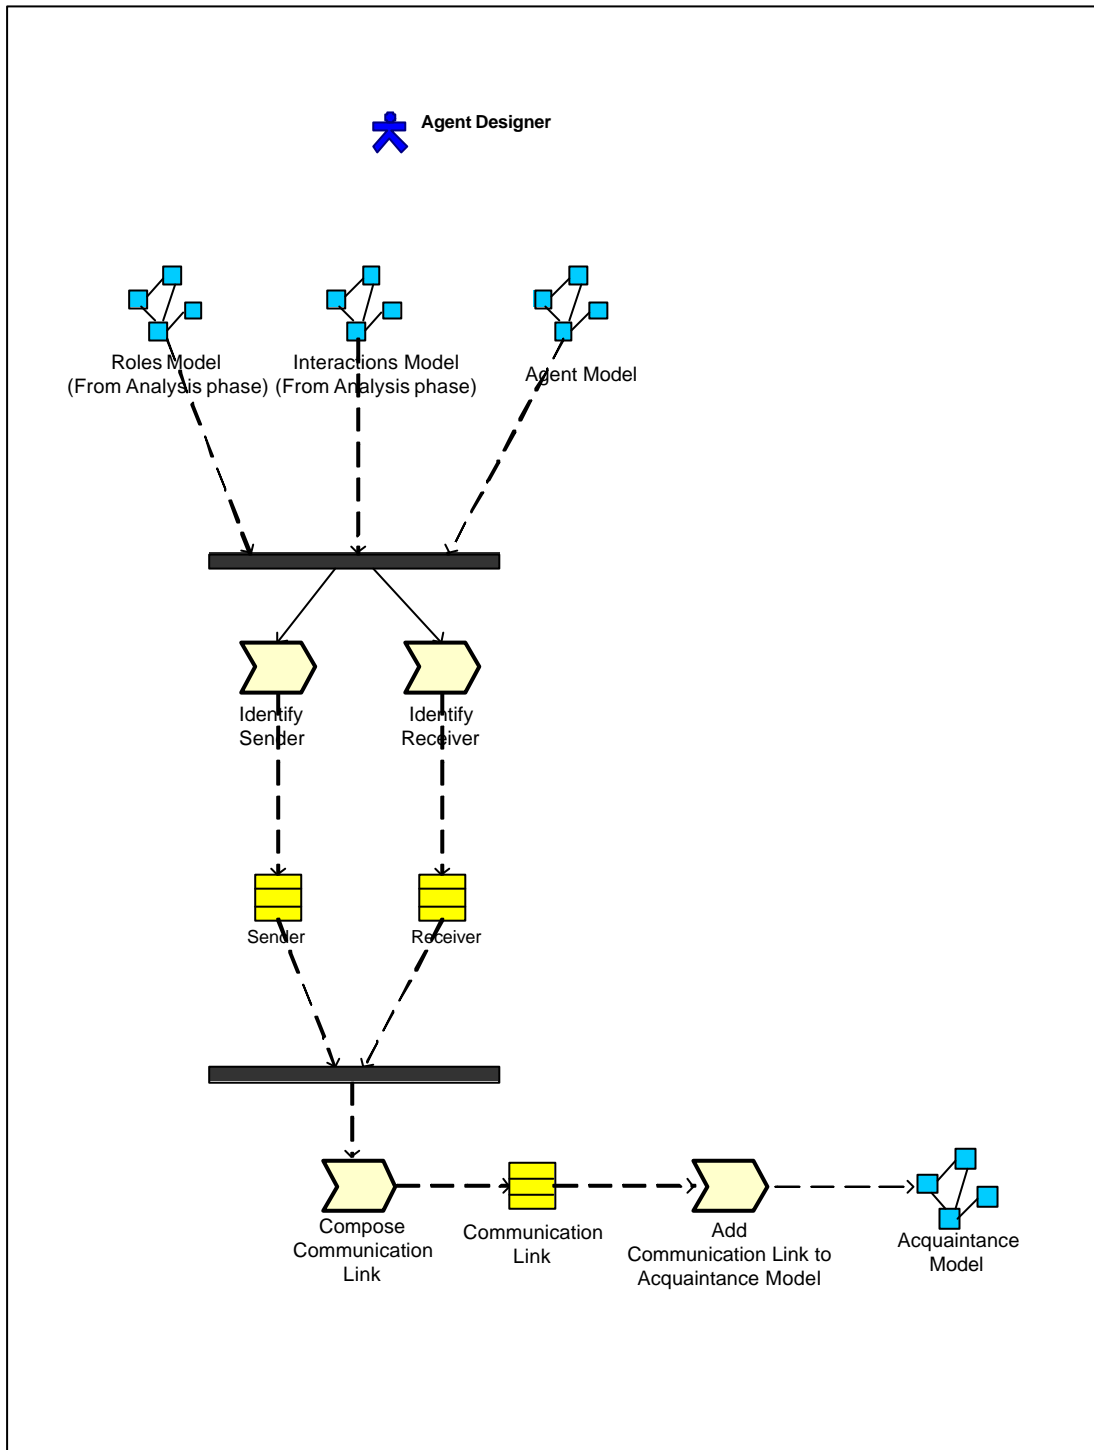 Agent Designer
Roles Model
(From Analysis phase)
Interactions Model
(From Analysis phase)
Agent Model
Identify
Sender
Identify
Receiver
Sender
Receiver
Compose
Communication
Link
Communication
Link
Add
Communication Link to
Acquaintance Model
Acquaintance
Model